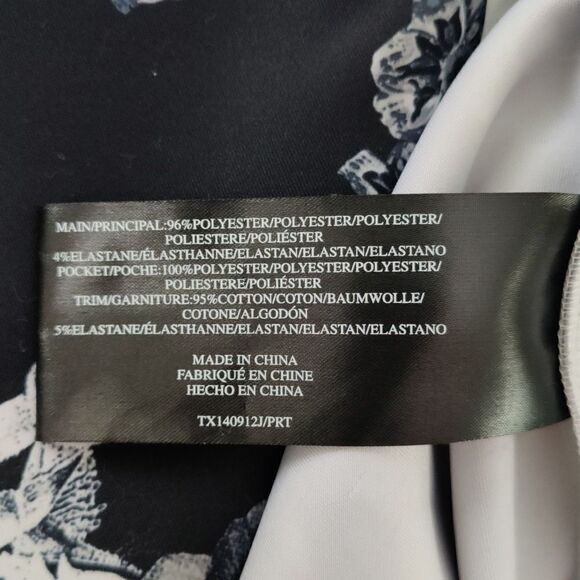 MAIN/PRINCIPAL:96%POLYESTER/POLYESTER/POLYESTER/
POLIESTERE/POLIÉSTER
4%ELASTANE/ÉLASTHANNE/ELASTAN/ELASTAN/ELASTANO
POCKET/POCHE:100%POLYESTER/POLYESTER/POLYESTER/
POLIESTERE/POLIÉSTER
TRIM/GARNITURE:95%COTTON/COTON/BAUMWOLLE/
COTONE/ALGODÓN
5%ELASTANE/ÉLASTHANNE/ELASTAN/ELASTAN/ELASTANO
MADE IN CHINA
FABRIQUÉ EN CHINE
HECHO EN CHINA
TX140912J/PRT